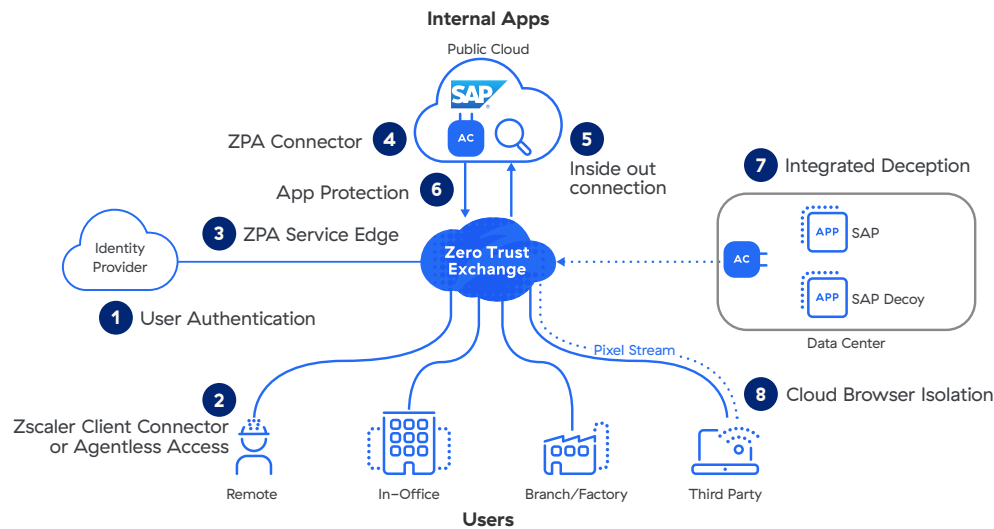 Internal Apps
Public Cloud
SAP
®
ZPA Connector
4
AC
5
Inside out
connection
7
Integrated Deception
App Protection
6
3
ZPA Service Edge
Identity
Provider
Zero Trust
Exchange
AC
APP
SAP
APP
SAP Decoy
Data Center
1
User Authentication
Pixel Stream
2
Zscaler Client Connector
or Agentless Access
8
Cloud Browser Isolation
Remote
In-Office
Branch/Factory
Third Party
Users